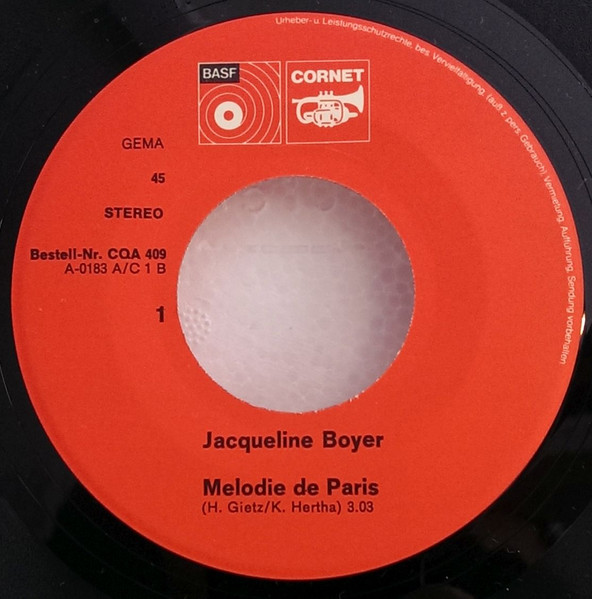 Urheber- u. Leistungsschutzrechte, bes. Vervielfältigung, (auß z. pers. Gebrauch), Vermietung, Aufführung, Sendung vorbehalten
BASF
CORNET
GEMA
45
STEREO
Bestell-Nr. CQA 409
A-0183 A/C 1 B
1
Jacqueline Boyer
Melodie de Paris
(H. Gietz/K. Hertha) 3.03